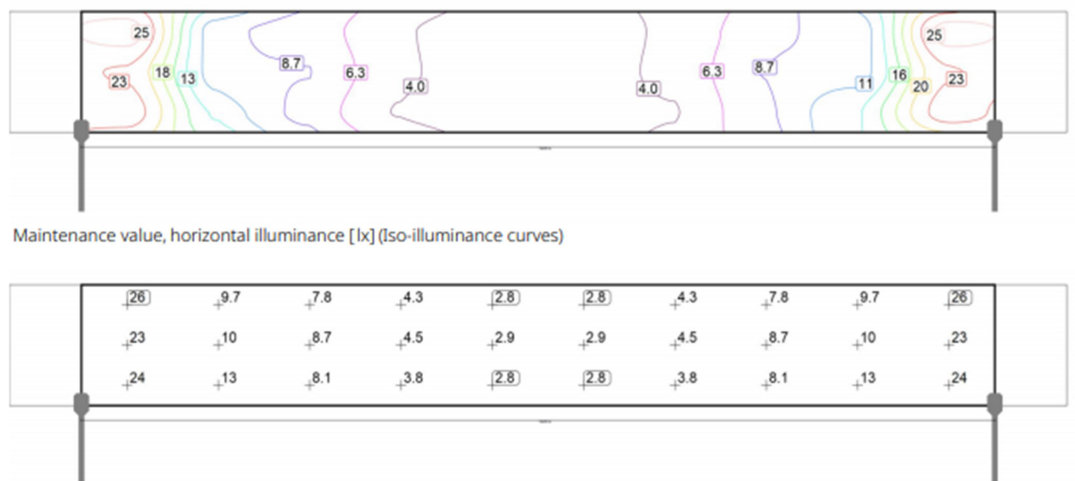 25 25
8.7 6.3 6.3 8.7
18 13 4.0 4.0 11 16 20 23
23
Maintenance value, horizontal illuminance [lx] (Iso-illuminance curves)
26 9.7 7.8 4.3 2.8 2.8 4.3 7.8 9.7 26
23 10 8.7 4.5 2.9 2.9 4.5 8.7 10 23
24 13 8.1 3.8 2.8 2.8 3.8 8.1 13 24